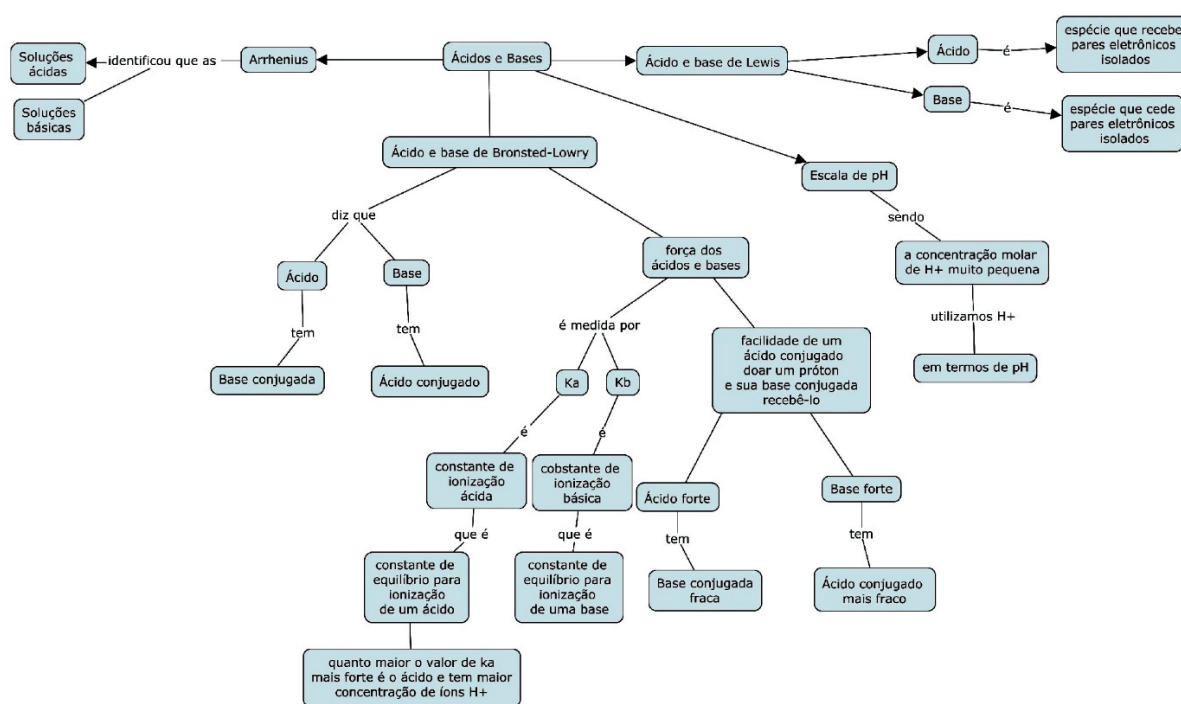 Soluções
ácidas
identificou que as
Arrhenius
Ácidos e Bases
Ácido e base de Lewis
Ácido
é
espécie que recebe
pares eletrônicos
isolados
Soluções
básicas
Base
é
espécie que cede
pares eletrônicos
isolados
Ácido e base de Bronsted-Lowry
Escala de pH
diz que
sendo
Ácido
Base
força dos
ácidos e bases
a concentração molar
de H+ muito pequena
tem
tem
é medida por
utilizamos H+
Base conjugada
Ácido conjugado
Ka
Kb
facilidade de um
ácido conjugado
doar um próton
e sua base conjugada
recebê-lo
em termos de pH
é
é
constante de
ionização
ácida
cobstante de
ionização
básica
Ácido forte
Base forte
que é
que é
tem
tem
constante de
equilíbrio para
ionização
de um ácido
constante de
equilíbrio para
ionização
de uma base
Base conjugada
fraca
Ácido conjugado
mais fraco
quanto maior o valor de ka
mais forte é o ácido e tem maior
concentração de íons H+